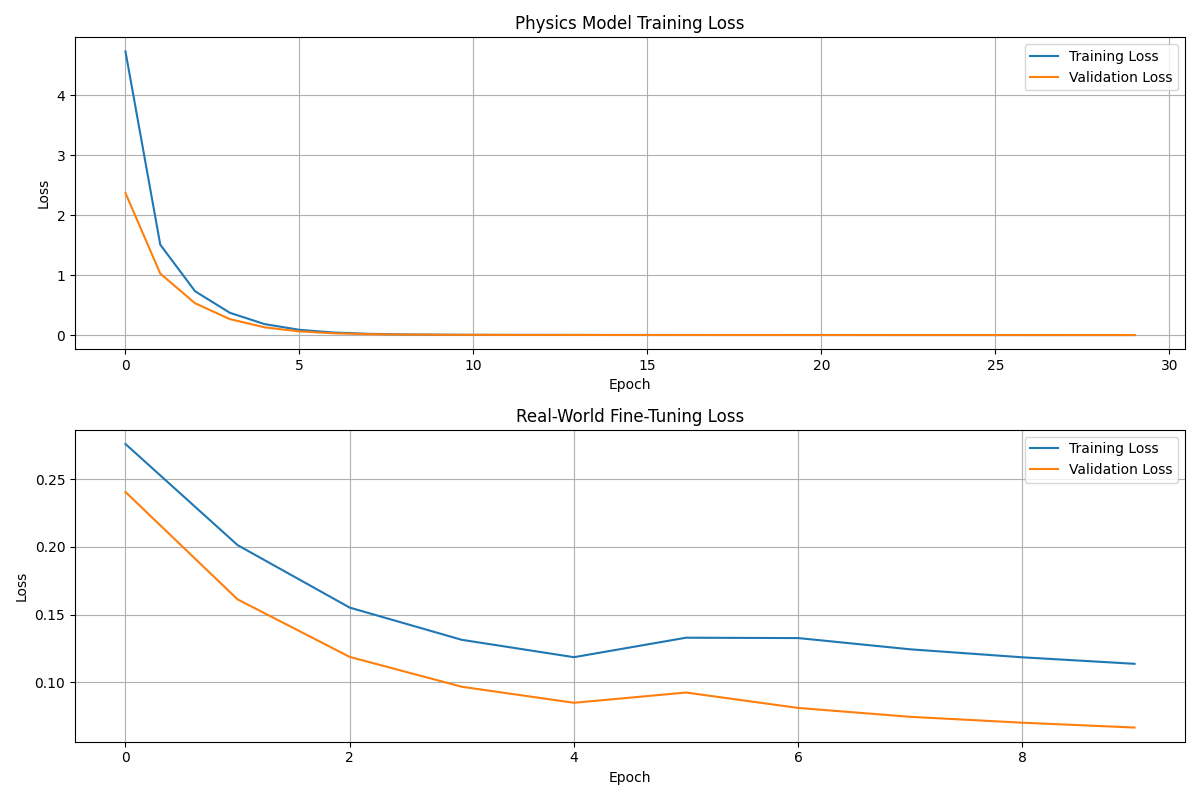 Physics Model Training Loss
Training Loss
Validation Loss
Loss
4
3
2
1
0
0 5 10 15 20 25 30
Epoch
Real-World Fine-Tuning Loss
Training Loss
Validation Loss
Loss
0.25
0.20
0.15
0.10
0 2 4 6 8
Epoch